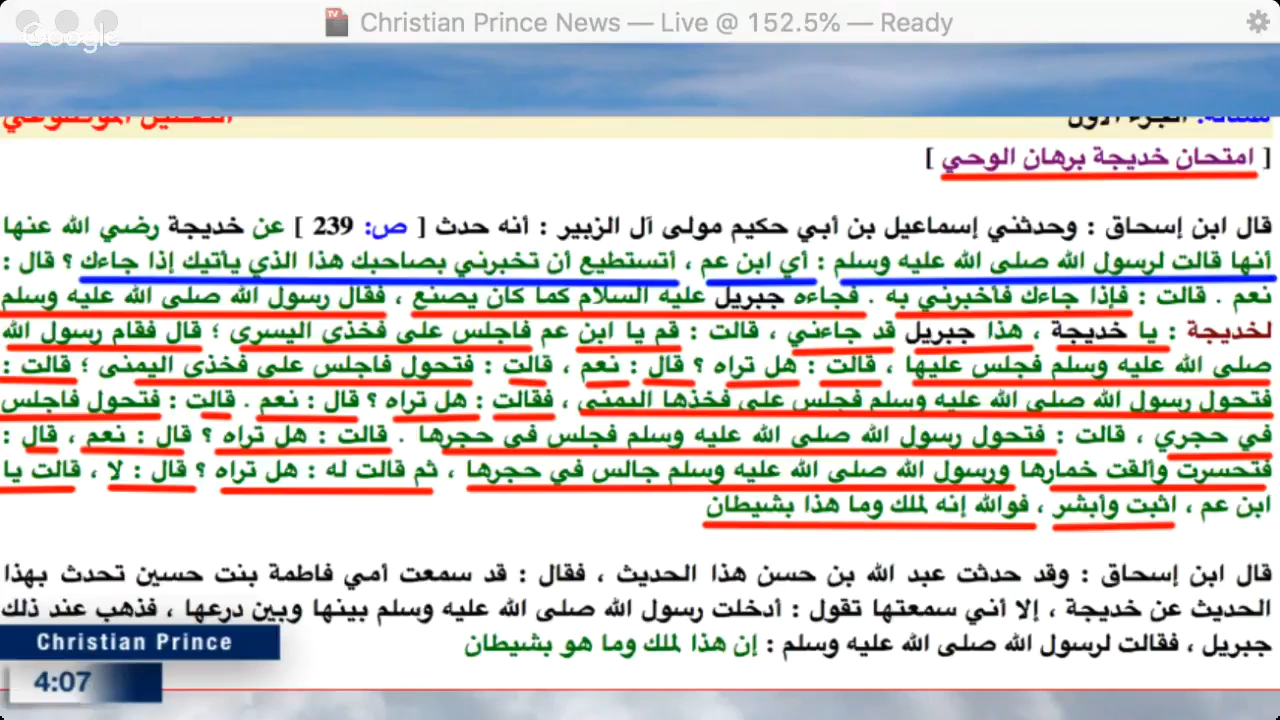 Christian Prince News — Live @ 152.5% — Ready
Google
TV
مسألة: الجزء الأول
التحليل الموضوعي
[ امتحان خديجة برهان الوحي ]
قال ابن إسحاق : وحدثني إسماعيل بن أبي حكيم مولى آل الزبير : أنه حدث [ ص: 239 ] عن خديجة رضي الله عنها
أنها قالت لرسول الله صلى الله عليه وسلم : أي ابن عم ، أتستطيع أن تخبرني بصاحبك هذا الذي يأتيك إذا جاءك ؟ قال :
نعم . قالت : فإذا جاءك فأخبرني به . فجاءه جبريل عليه السلام كما كان يصنع ، فقال رسول الله صلى الله عليه وسلم
لخديجة : يا خديجة ، هذا جبريل قد جاءني ، قالت : قم يا ابن عم فاجلس على فخذي اليسرى ؛ قال فقام رسول الله
صلى الله عليه وسلم فجلس عليها ، قالت : هل تراه ؟ قال : نعم ، قالت : فتحول فاجلس على فخذي اليمنى ؛ قالت :
فتحول رسول الله صلى الله عليه وسلم فجلس على فخذها اليمنى ، فقالت : هل تراه ؟ قال : نعم . قالت : فتحول فاجلس
في حجري ، قالت : فتحول رسول الله صلى الله عليه وسلم فجلس في حجرها . قالت : هل تراه ؟ قال : نعم ، قال :
فتحسرت وألقت خمارها ورسول الله صلى الله عليه وسلم جالس في حجرها ، ثم قالت له : هل تراه ؟ قال : لا ، قالت يا
ابن عم ، اثبت وأبشر ، فوالله إنه لملك وما هذا بشيطان
قال ابن إسحاق : وقد حدثت عبد الله بن حسن هذا الحديث ، فقال : قد سمعت أمي فاطمة بنت حسين تحدث بهذا
الحديث عن خديجة ، إلا أني سمعتها تقول : أدخلت رسول الله صلى الله عليه وسلم بينها وبين درعها ، فذهب عند ذلك
جبريل ، فقالت لرسول الله صلى الله عليه وسلم : إن هذا لملك وما هو بشيطان
Christian Prince
4:07